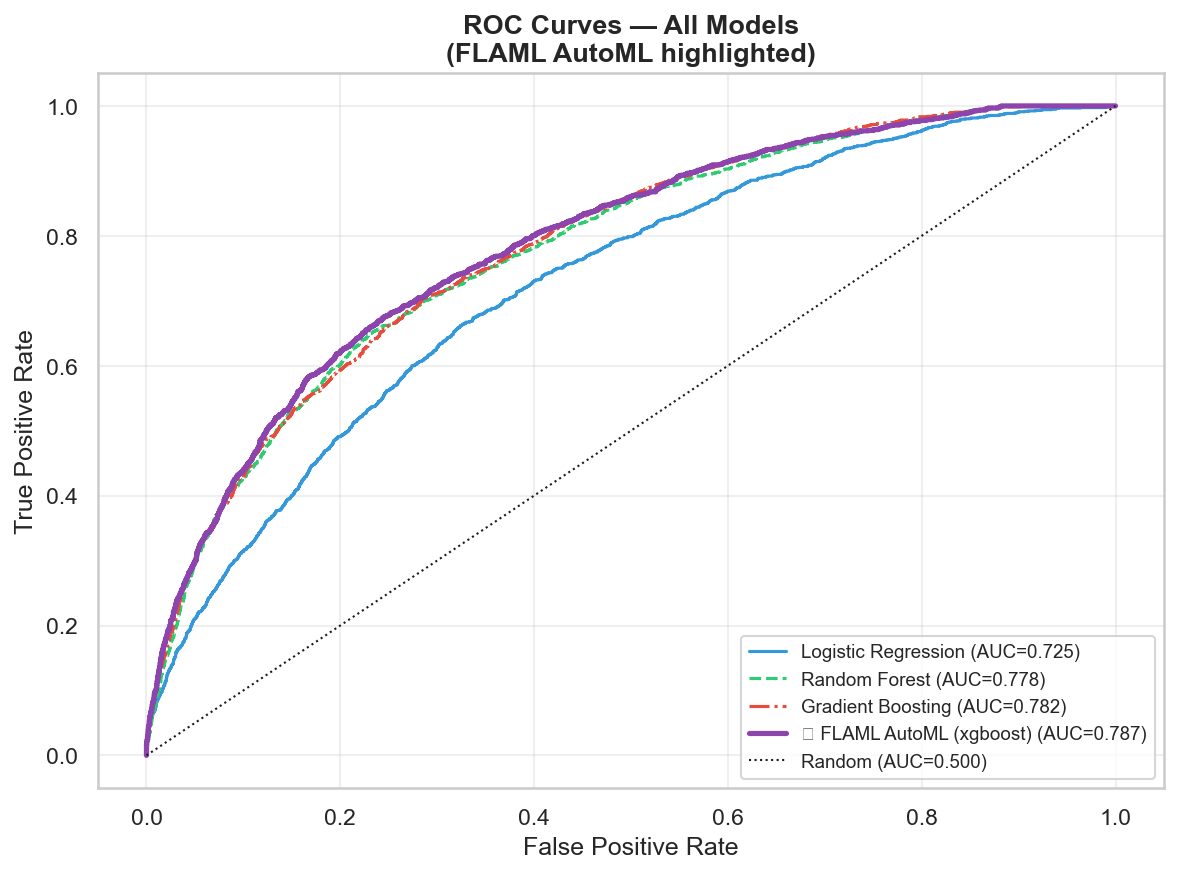 ROC Curves — All Models
(FLAML AutoML highlighted)
True Positive Rate
1.0
0.8
0.6
0.4
0.2
0.0
Logistic Regression (AUC=0.725)
Random Forest (AUC=0.778)
Gradient Boosting (AUC=0.782)
▯ FLAML AutoML (xgboost) (AUC=0.787)
Random (AUC=0.500)
0.0 0.2 0.4 0.6 0.8 1.0
False Positive Rate